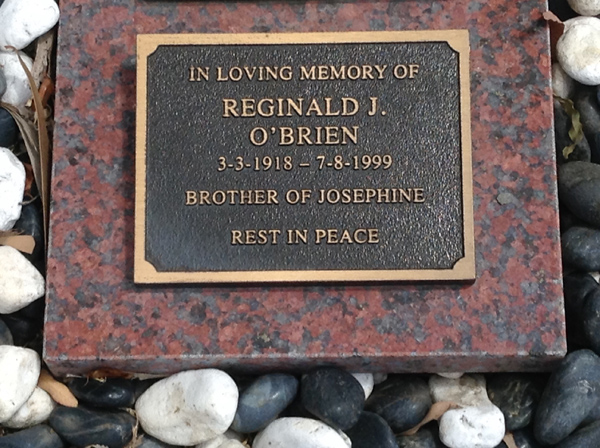 IN LOVING MEMORY OF
REGINALD J.
O'BRIEN
3-3-1918 – 7-8-1999
BROTHER OF JOSEPHINE
REST IN PEACE